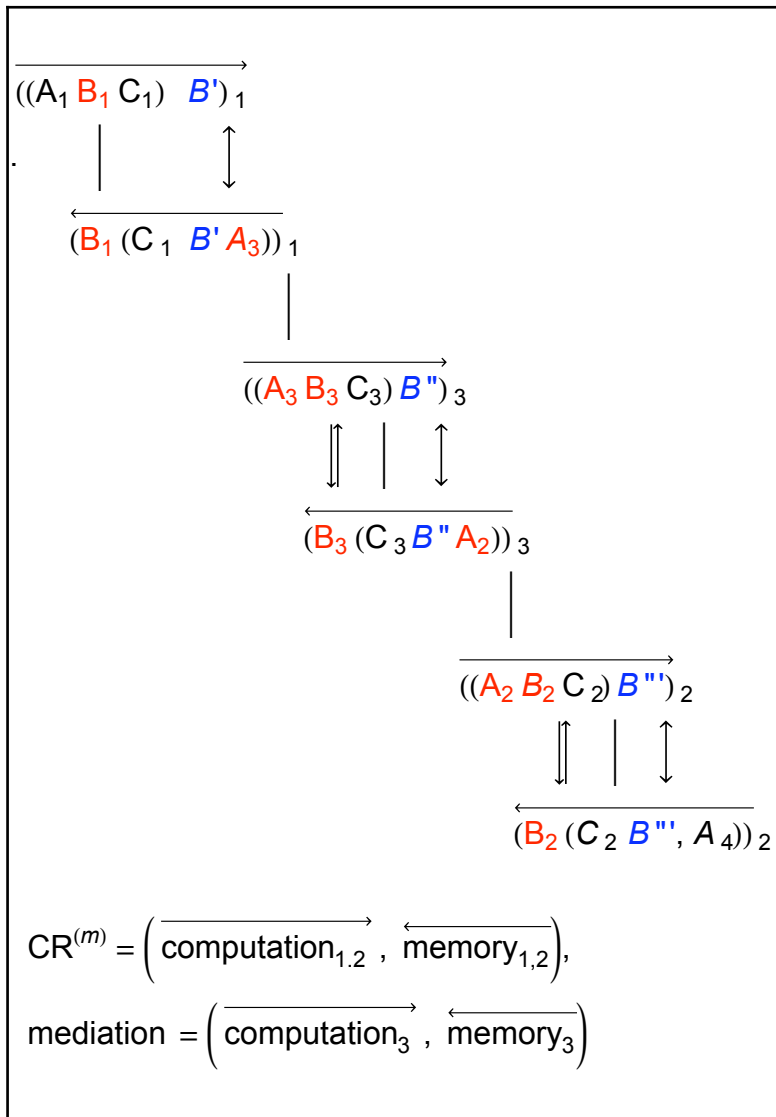 ((A₁ B₁ C₁) B')₁
.
(B₁ (C₁ B' A₃))₁
((A₃ B₃ C₃) B")₃
(B₃ (C₃ B" A₂))₃
((A₂ B₂ C₂) B"')₂
(B₂ (C₂ B"', A₄))₂
CR⁽ᵐ⁾ = (computation₁.₂ , memory₁,₂),
mediation = (computation₃ , memory₃)